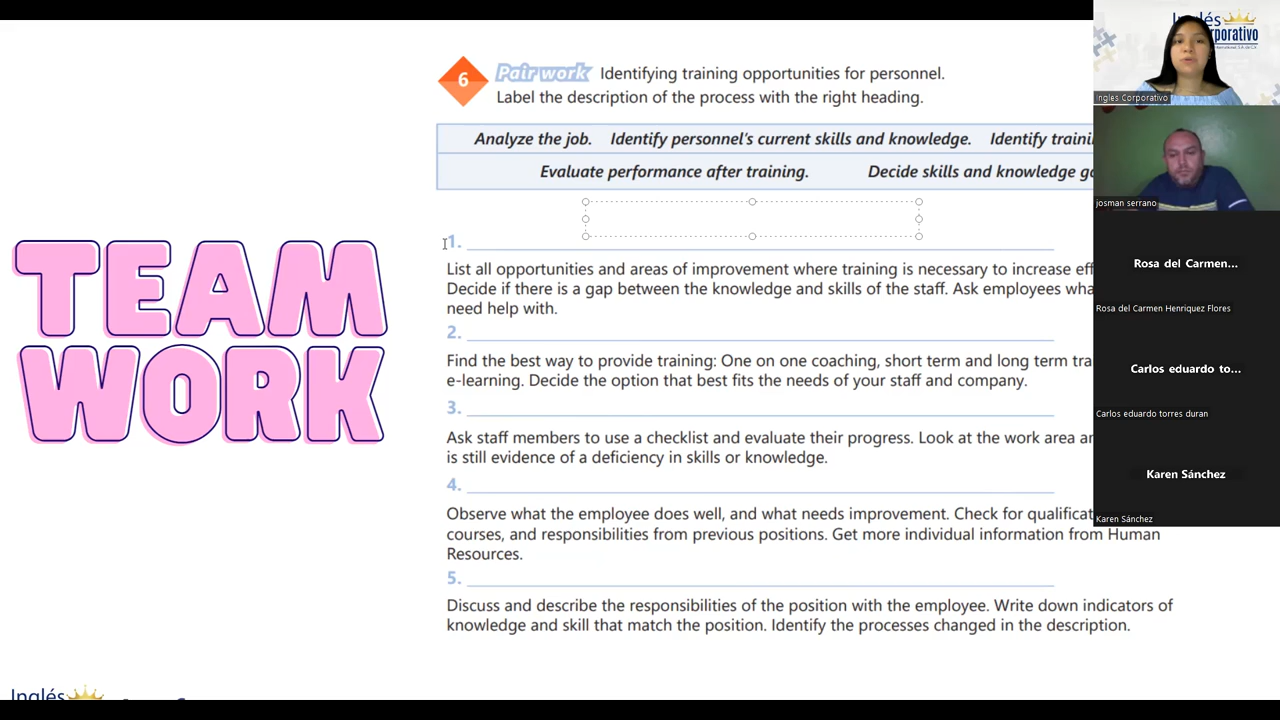 6 Pair work Identifying training opportunities for personnel.
Label the description of the process with the right heading.
Analyze the job. Identify personnel's current skills and knowledge. Identify
Evaluate performance after training. Decide skills and knowledge
1.
List all opportunities and areas of improvement where training is necessary to increase
Decide if there is a gap between the knowledge and skills of the staff. Ask employees
need help with.
2.
Find the best way to provide training: One on one coaching, short term and long term
e-learning. Decide the option that best fits the needs of your staff and company.
3.
Ask staff members to use a checklist and evaluate their progress. Look at the work area
is still evidence of a deficiency in skills or knowledge.
4.
Observe what the employee does well, and what needs improvement. Check for
courses, and responsibilities from previous positions. Get more individual information from Human
Resources.
5.
Discuss and describe the responsibilities of the position with the employee. Write down indicators of
knowledge and skill that match the position. Identify the processes changed in the description.
TEAM
WORK
Ingles Corporativo
josman serrano
Rosa del Carmen...
Rosa del Carmen Henriquez Flores
Carlos eduardo to...
Carlos eduardo torres duran
Karen Sánchez
Karen Sánchez
Inglés